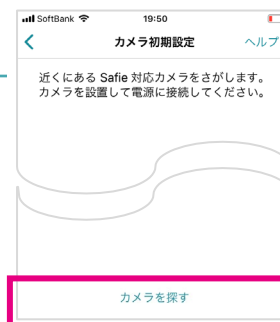 SoftBank 19:50
カメラ初期設定 ヘルプ
近くにある Safie 対応カメラをさがします。
カメラを設置して電源に接続してください。
カメラを探す